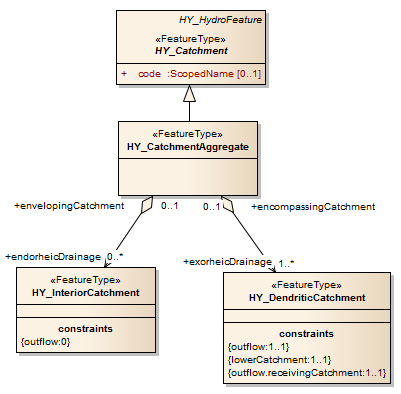 HY_HydroFeature
«FeatureType»
HY_Catchment
+ code :ScopedName [0..1]
«FeatureType»
HY_CatchmentAggregate
+envelopingCatchment 0..1
0..1 +encompassingCatchment
+endorheicDrainage 0..*
+exorheicDrainage 1..*
«FeatureType»
HY_InteriorCatchment
constraints
{outflow:0}
«FeatureType»
HY_DendriticCatchment
constraints
{outflow:1..1}
{lowerCatchment:1..1}
{outflow.receivingCatchment:1..1}